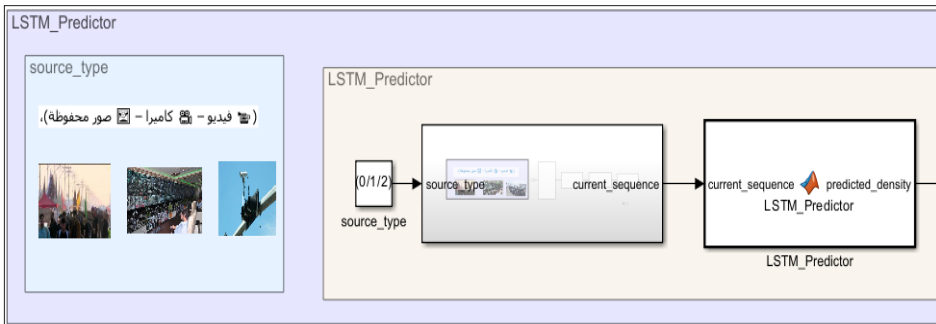 LSTM_Predictor
source_type
(📹 فيديو – 🎥 كاميرا – 🖼 صور محفوظة)،
LSTM_Predictor
(0/1/2)
source_type
source_type
current_sequence
current_sequence
predicted_density
LSTM_Predictor
LSTM_Predictor